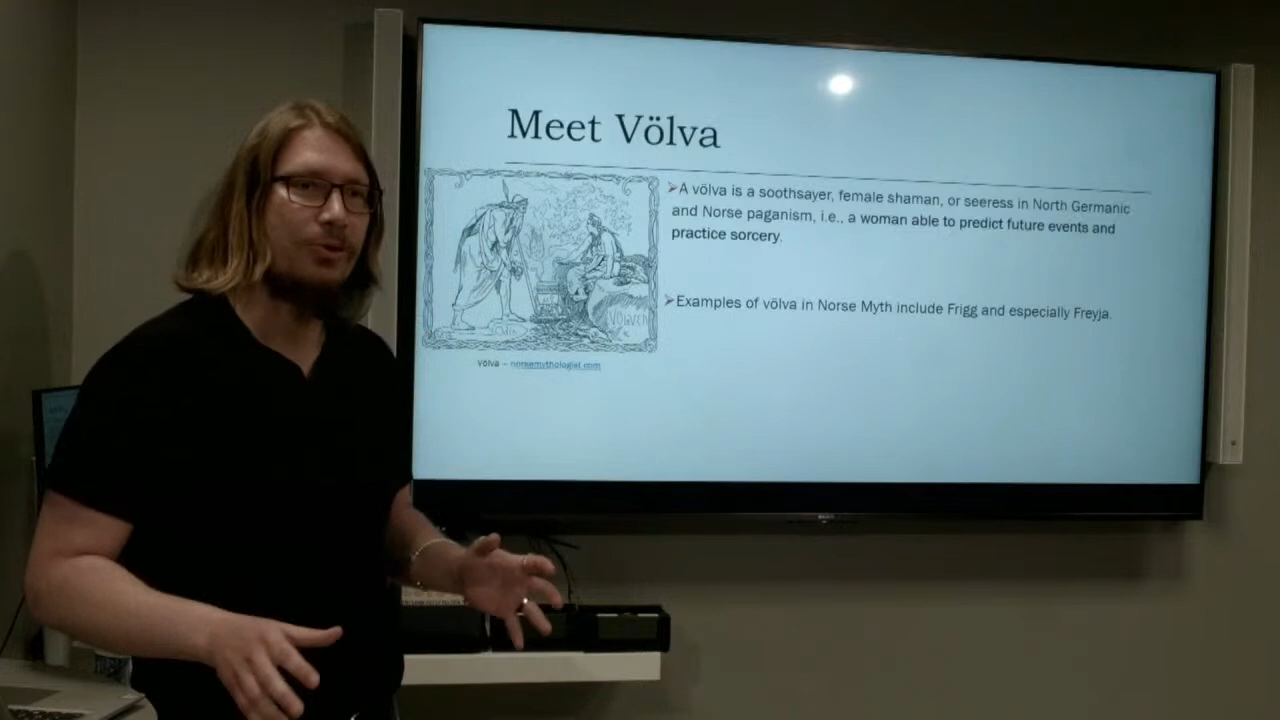 Meet Völva
➢A völva is a soothsayer, female shaman, or seeress in North Germanic
and Norse paganism, i.e., a woman able to predict future events and
practice sorcery.
➢Examples of völva in Norse Myth include Frigg and especially Freyja.
Völva – norsemythologist.com